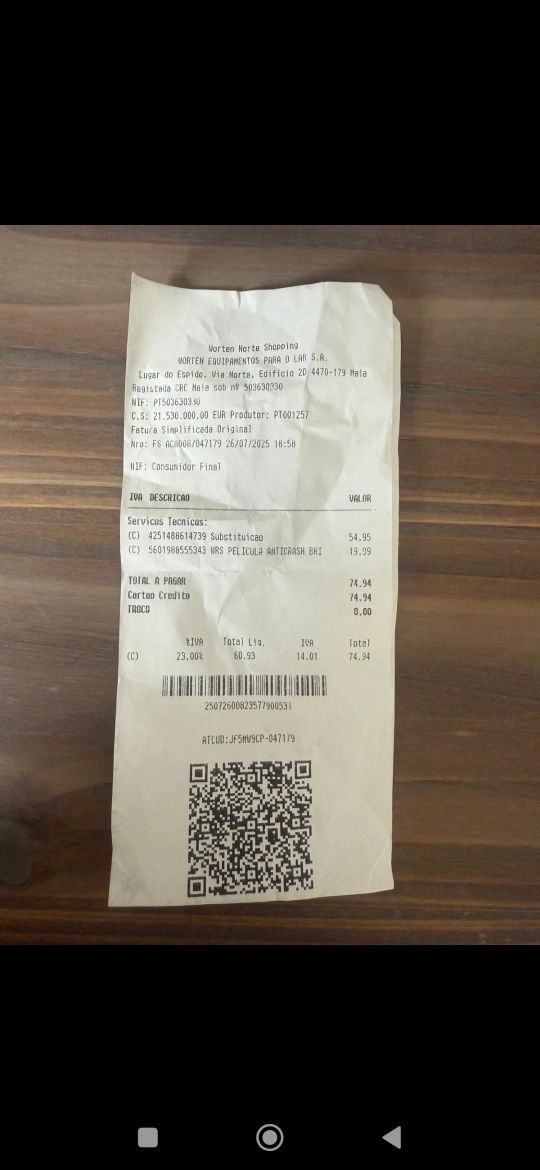 Worten Norte Shopping
WORTEN EQUIPAMENTOS PARA O LAR S.A.
Lugar do Espido, Via Norte, Edificio 2D 4470-179 Maia
Registada CRC Maia sob nº 503630330
NIF: PT503630330
C.S: 21.530.000,00 EUR Produtor: PT001257
Fatura Simplificada Original
Nro: FS 047179 26/07/2025 18:58
NIF: Consumidor Final
IVA DESCRICAO VALOR
Servicos Tecnicos:
(C) 4251488614739 Substituicao 54.95
(C) 5601988555343 WRS PELICULA ANTICRASH 19.99
TOTAL A PAGAR 74.94
Cartao Credito 74.94
TROCO 0.00
%IVA Total Liq. IVA Total
(C) 23.00% 60.93 14.01 74.94
25072600823577900531
ATCUD:JF5MW9CP-047179